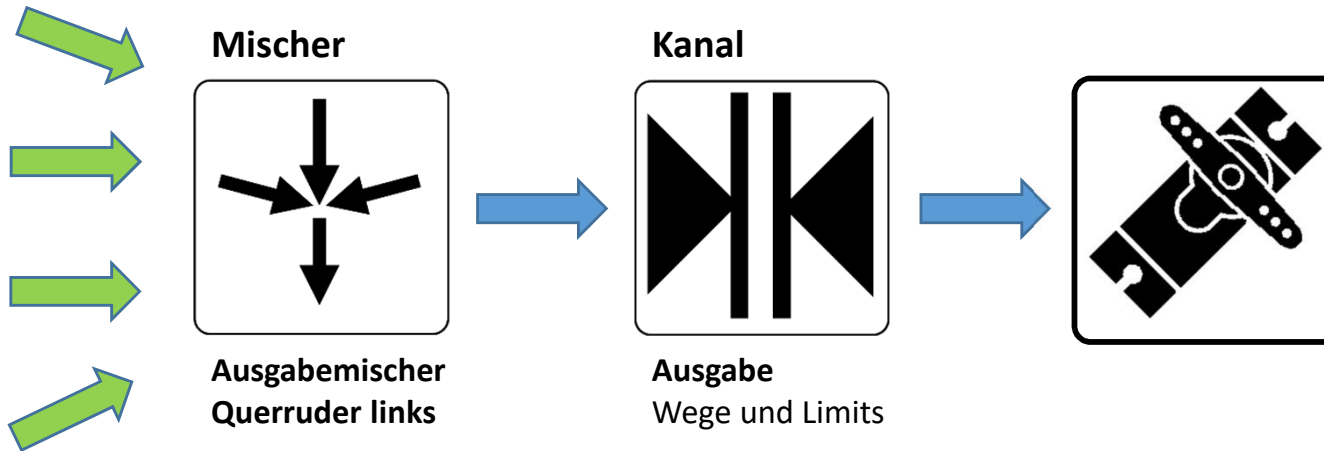 Mischer
Kanal
Ausgabemischer
Querruder links
Ausgabe
Wege und Limits